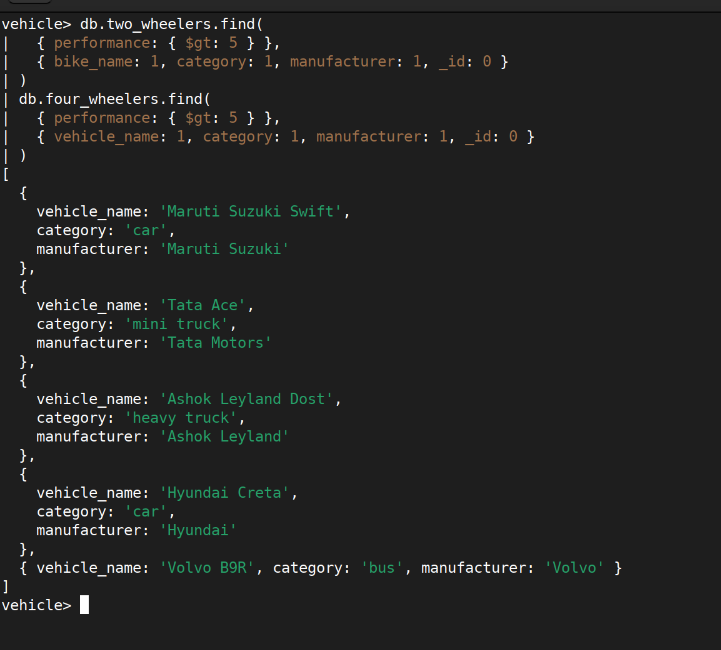 vehicle> db.two_wheelers.find(
|   { performance: { $gt: 5 } },
|   { bike_name: 1, category: 1, manufacturer: 1, _id: 0 }
| )
| db.four_wheelers.find(
|   { performance: { $gt: 5 } },
|   { vehicle_name: 1, category: 1, manufacturer: 1, _id: 0 }
| )
[
  {
    vehicle_name: 'Maruti Suzuki Swift',
    category: 'car',
    manufacturer: 'Maruti Suzuki'
  },
  {
    vehicle_name: 'Tata Ace',
    category: 'mini truck',
    manufacturer: 'Tata Motors'
  },
  {
    vehicle_name: 'Ashok Leyland Dost',
    category: 'heavy truck',
    manufacturer: 'Ashok Leyland'
  },
  {
    vehicle_name: 'Hyundai Creta',
    category: 'car',
    manufacturer: 'Hyundai'
  },
  { vehicle_name: 'Volvo B9R', category: 'bus', manufacturer: 'Volvo' }
]
vehicle>